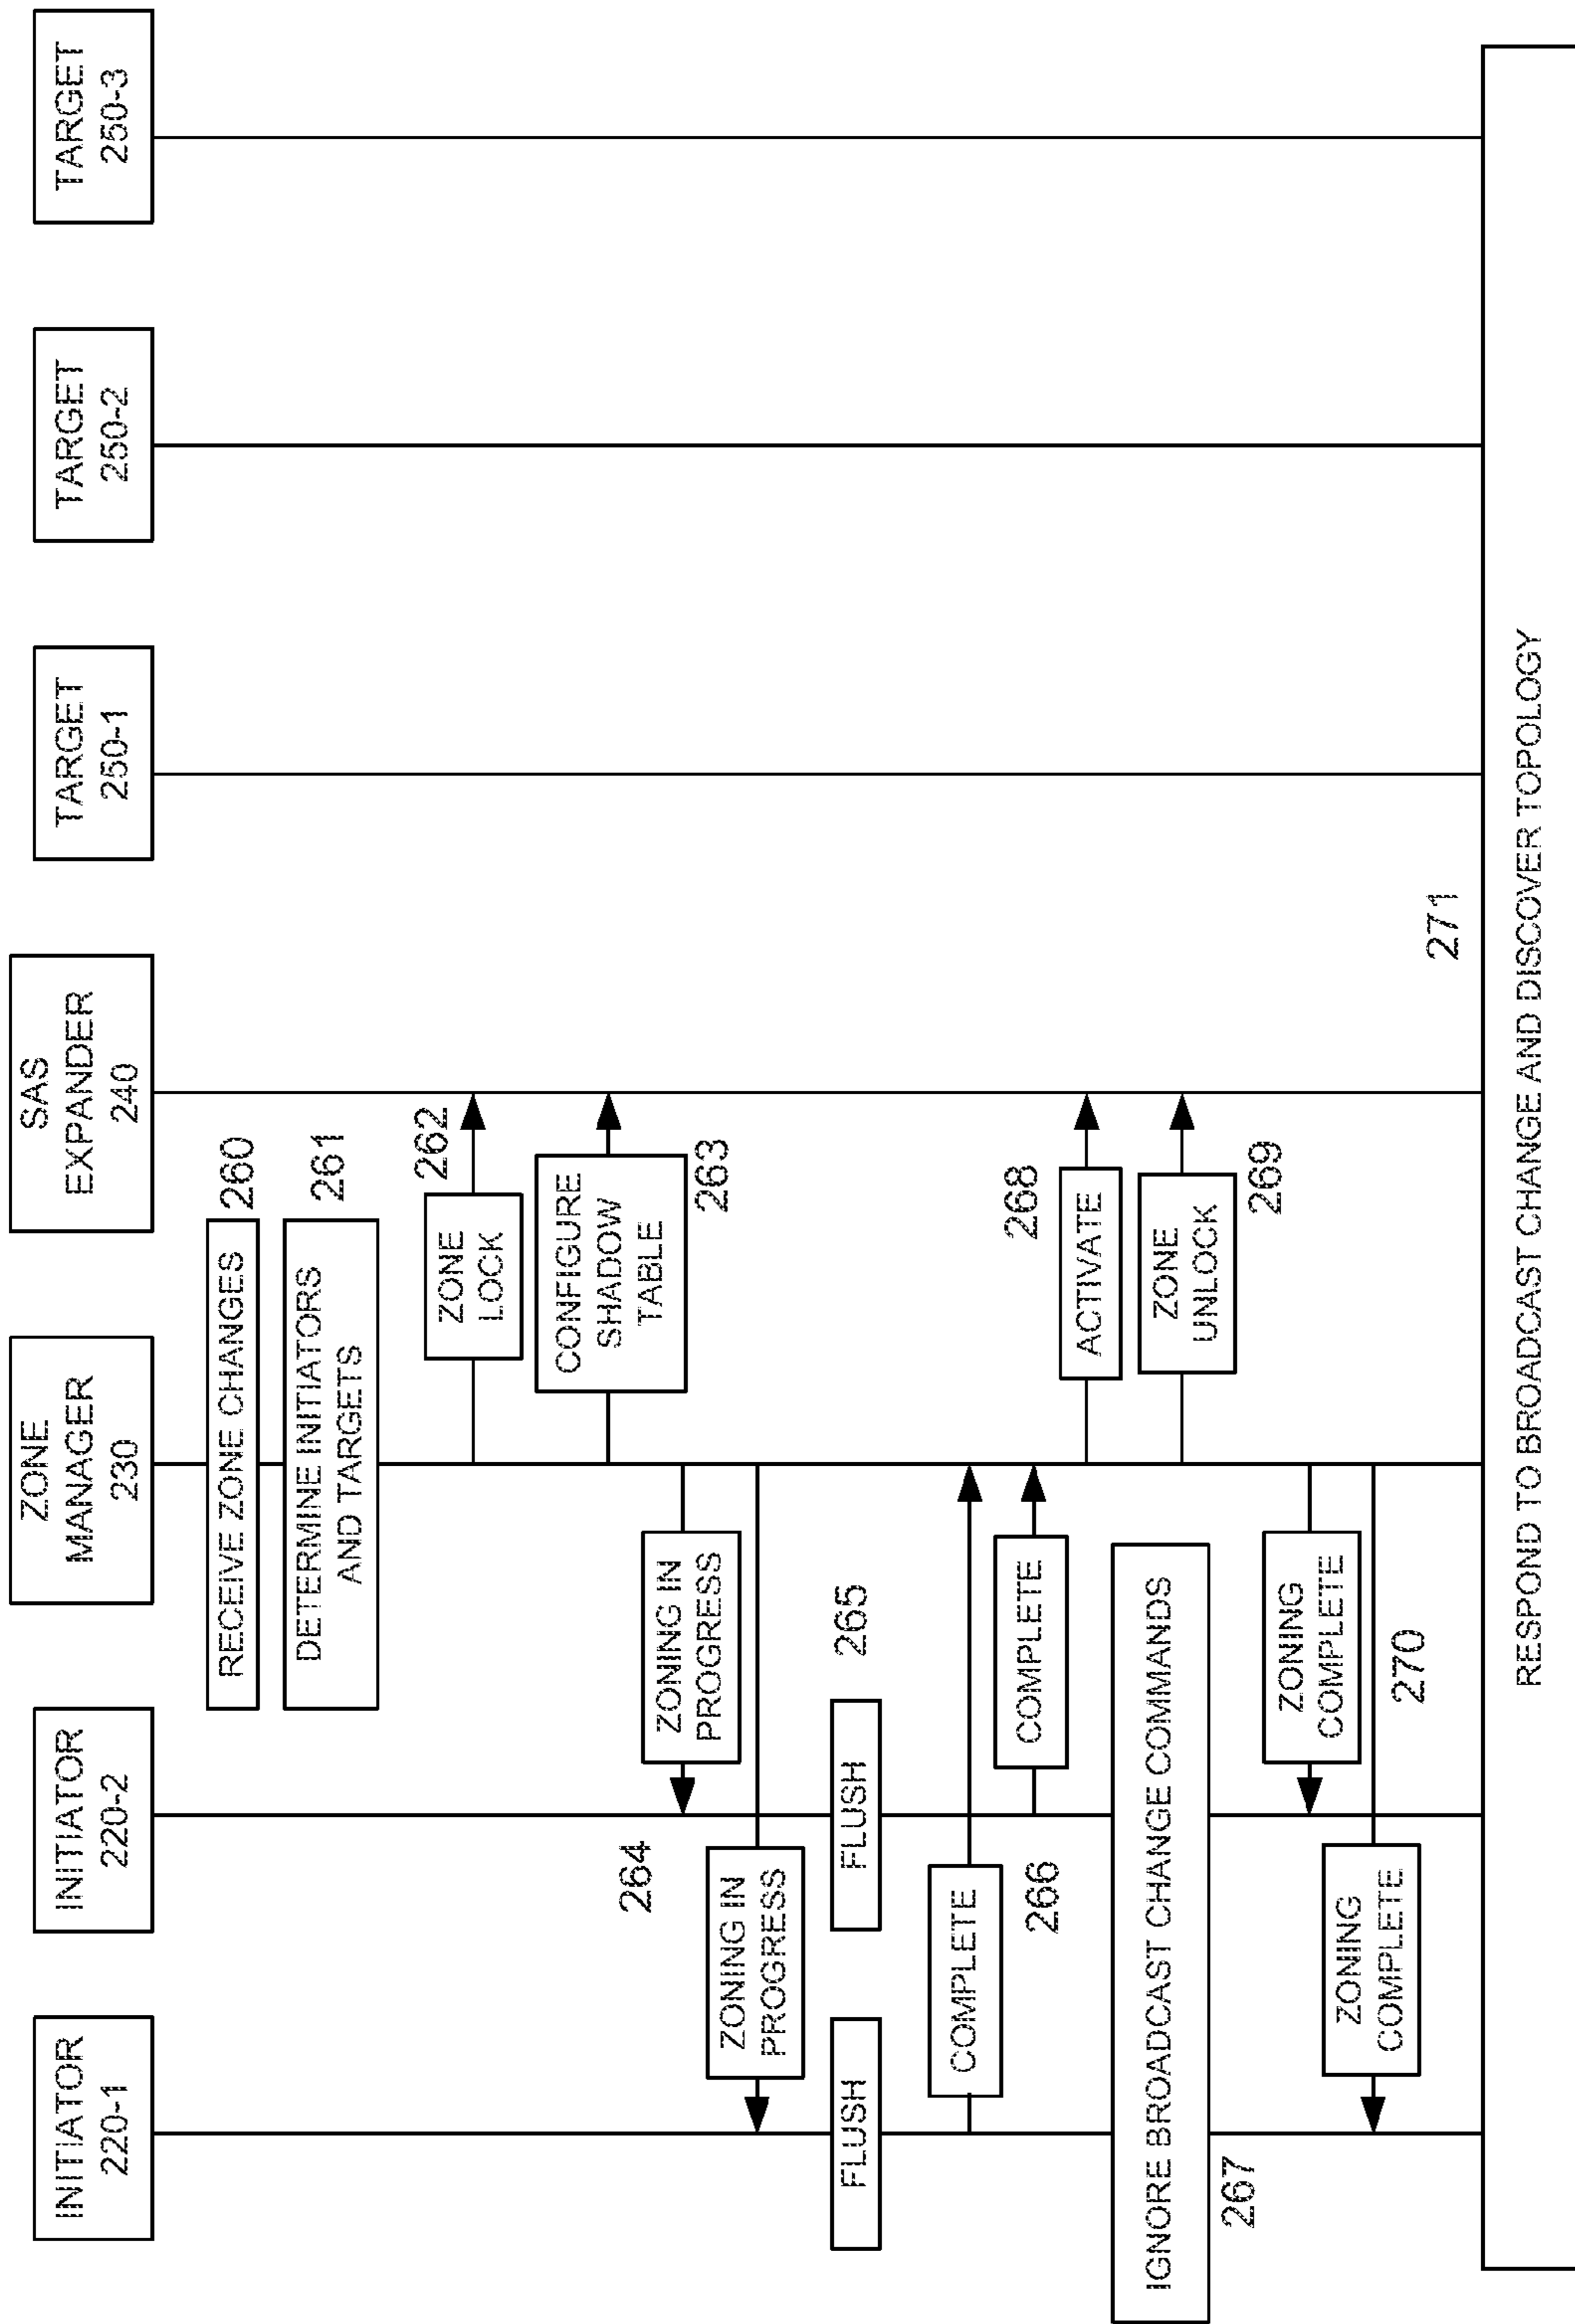 INITIATOR
220-1
INITIATOR
220-2
ZONE
MANAGER
230
SAS
EXPANDER
240
TARGET
250-1
TARGET
250-2
TARGET
250-3
RECEIVE ZONE CHANGES
260
DETERMINE INITIATORS
AND TARGETS
261
ZONE
LOCK
262
CONFIGURE
SHADOW
TABLE
263
264
ZONING IN
PROGRESS
ZONING IN
PROGRESS
FLUSH
FLUSH
265
COMPLETE
COMPLETE
266
268
ACTIVATE
IGNORE BROADCAST CHANGE COMMANDS
267
ZONE
UNLOCK
269
ZONING
COMPLETE
ZONING
COMPLETE
270
271
RESPOND TO BROADCAST CHANGE AND DISCOVER TOPOLOGY